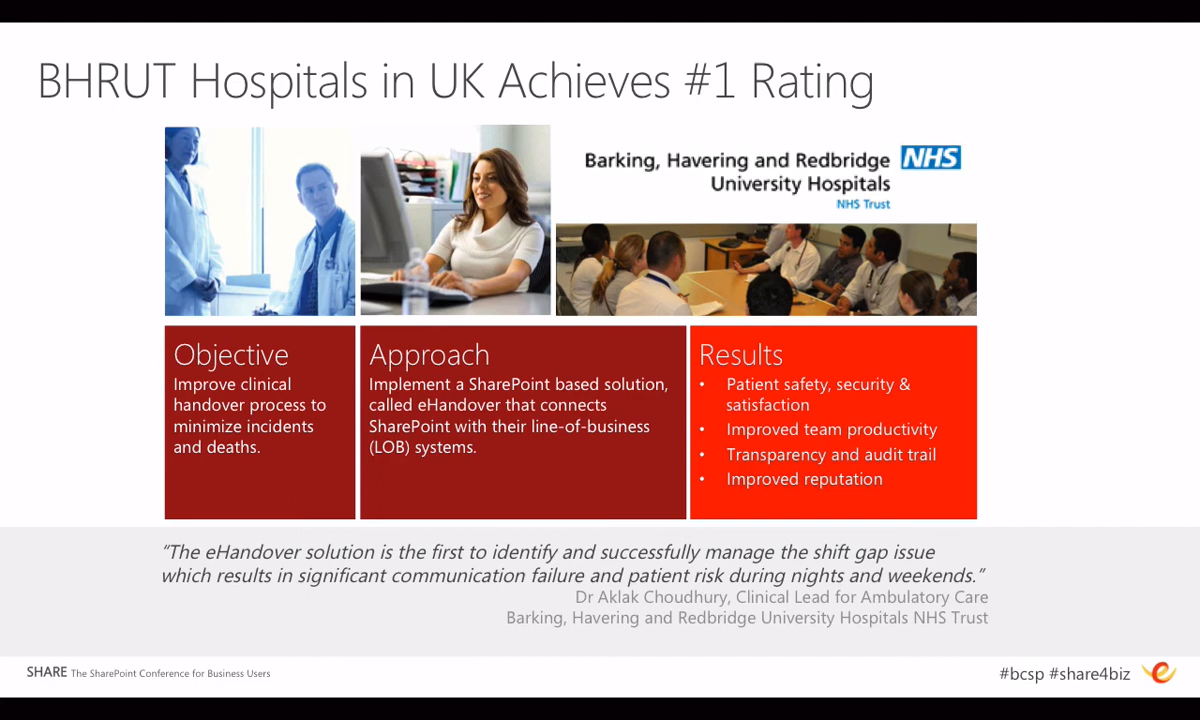 BHRUT Hospitals in UK Achieves #1 Rating
Barking, Havering and Redbridge NHS
University Hospitals
NHS Trust
Objective
Improve clinical
handover process to
minimize incidents
and deaths.
Approach
Implement a SharePoint based solution,
called eHandover that connects
SharePoint with their line-of-business
(LOB) systems.
Results
• Patient safety, security &
satisfaction
• Improved team productivity
• Transparency and audit trail
• Improved reputation
“The eHandover solution is the first to identify and successfully manage the shift gap issue
which results in significant communication failure and patient risk during nights and weekends.”
Dr Aklak Choudhury, Clinical Lead for Ambulatory Care
Barking, Havering and Redbridge University Hospitals NHS Trust
SHARE The SharePoint Conference for Business Users
#bcsp #share4biz